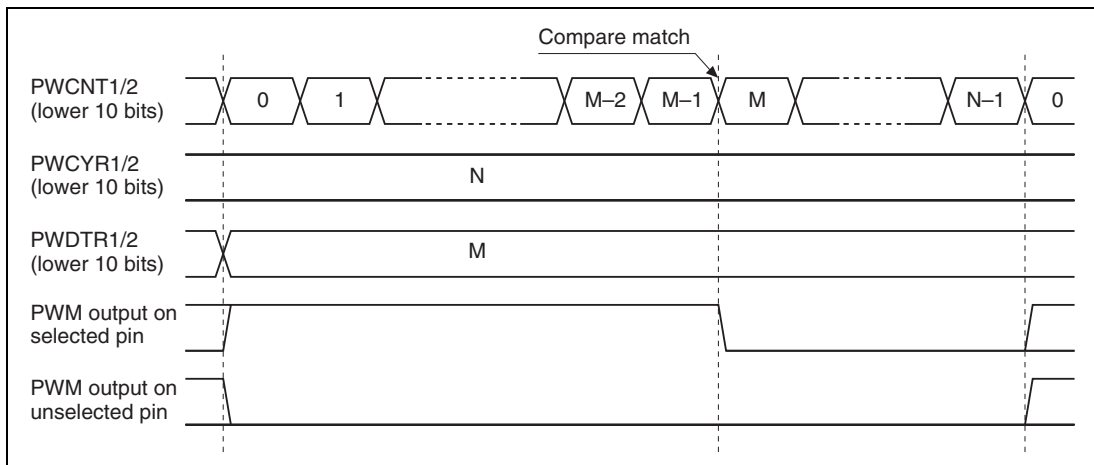 Compare match
PWCNT1/2
(lower 10 bits)
0 1 M–2 M–1 M N–1 0
PWCYR1/2
(lower 10 bits)
N
PWDTR1/2
(lower 10 bits)
M
PWM output on
selected pin
PWM output on
unselected pin